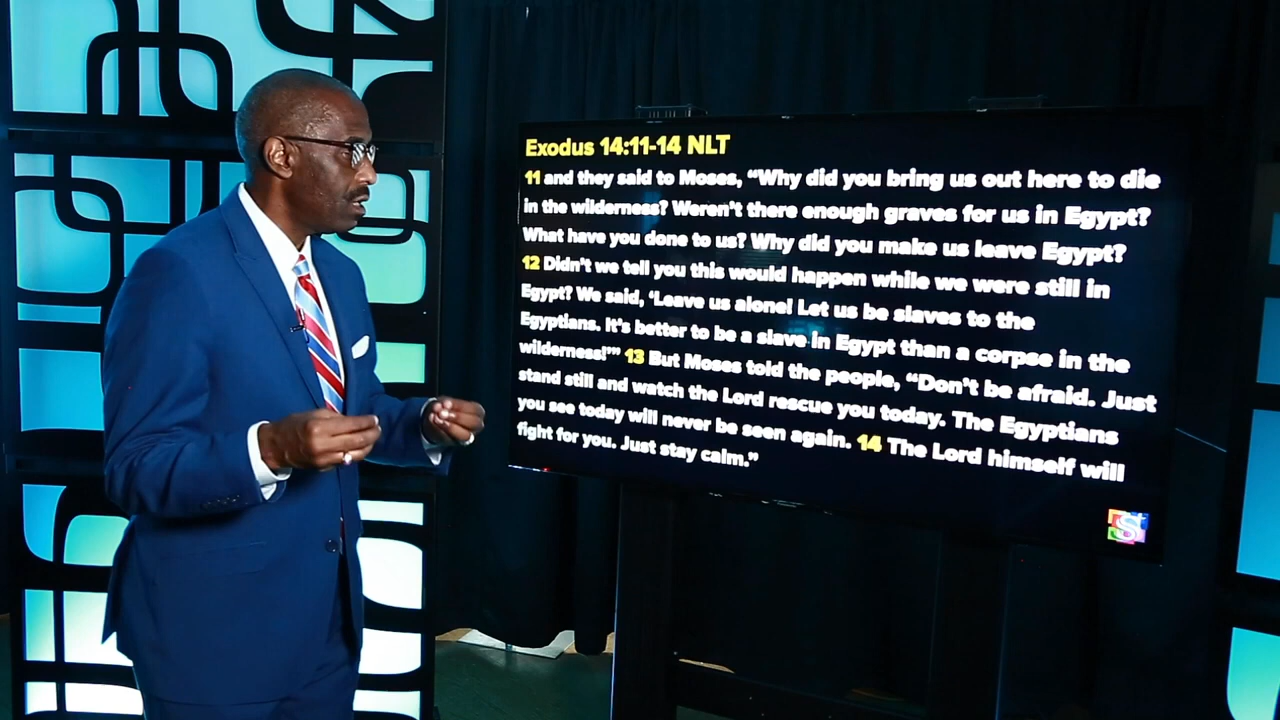 Exodus 14:11-14 NLT
11 and they said to Moses, “Why did you bring us out here to die
in the wilderness? Weren’t there enough graves for us in Egypt?
What have you done to us? Why did you make us leave Egypt?
12 Didn’t we tell you this would happen while we were still in
Egypt? We said, ‘Leave us alone! Let us be slaves to the
Egyptians. It’s better to be a slave in Egypt than a corpse in the
wilderness!’” 13 But Moses told the people, “Don’t be afraid. Just
stand still and watch the Lord rescue you today. The Egyptians
you see today will never be seen again. 14 The Lord himself will
fight for you. Just stay calm.”
S